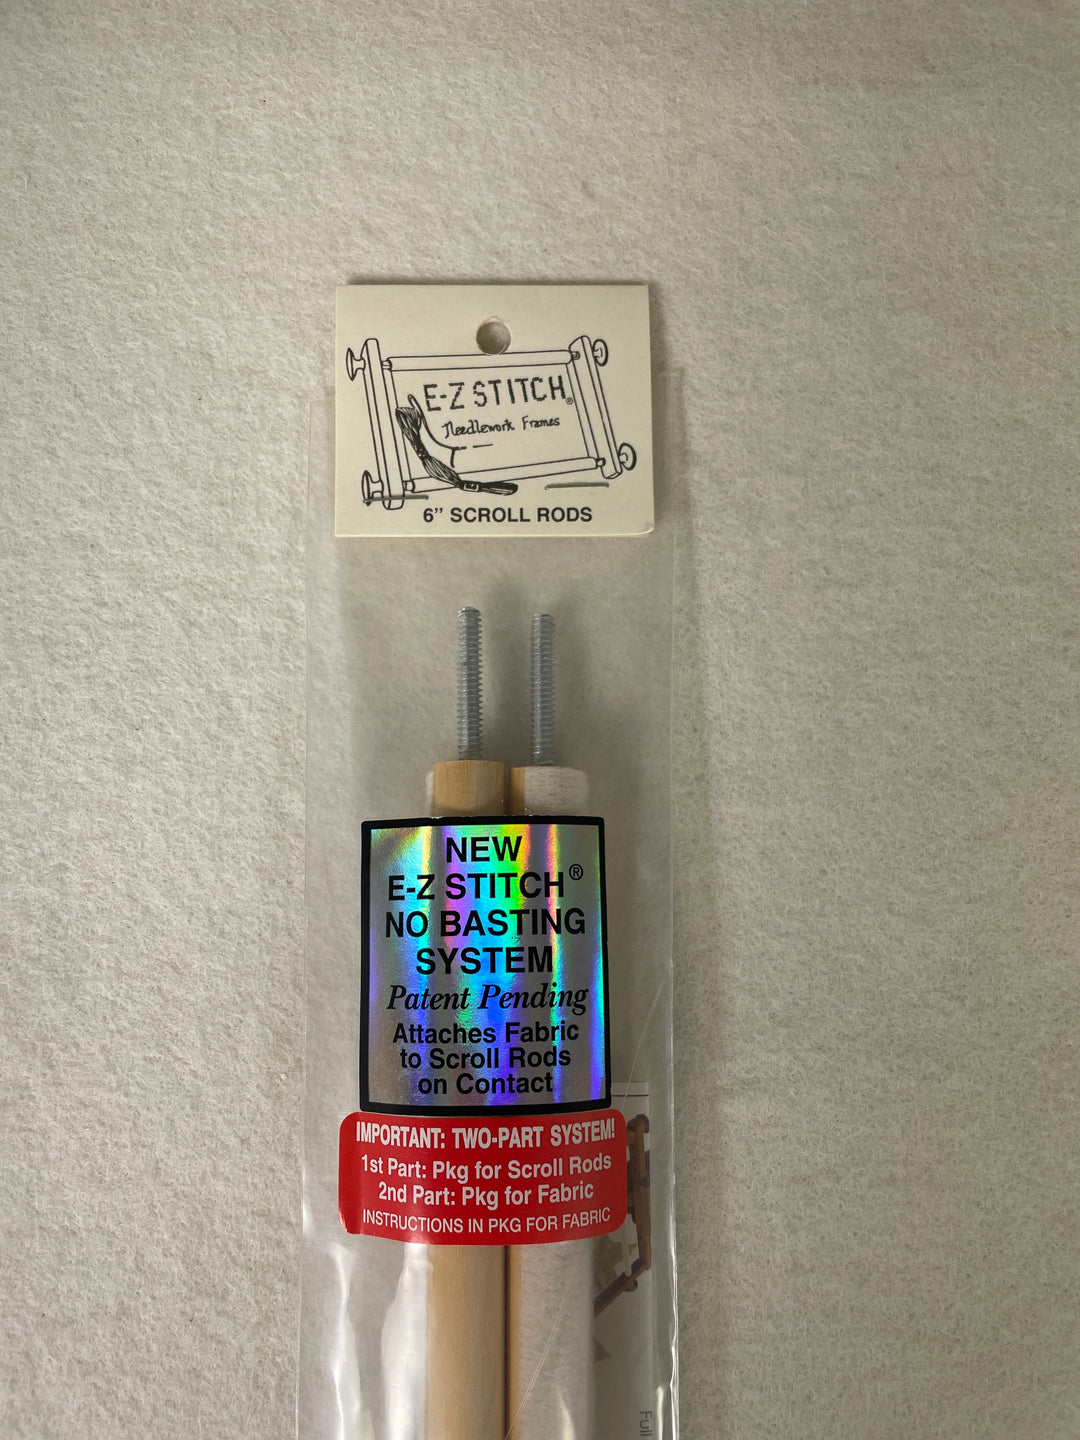 E-Z STITCH®
Needlework Frames
6” SCROLL RODS
NEW
E-Z STITCH®
NO BASTING
SYSTEM
Patent Pending
Attaches Fabric
to Scroll Rods
on Contact
IMPORTANT: TWO-PART SYSTEM!
1st Part: Pkg for Scroll Rods
2nd Part: Pkg for Fabric
INSTRUCTIONS IN PKG FOR FABRIC
Full